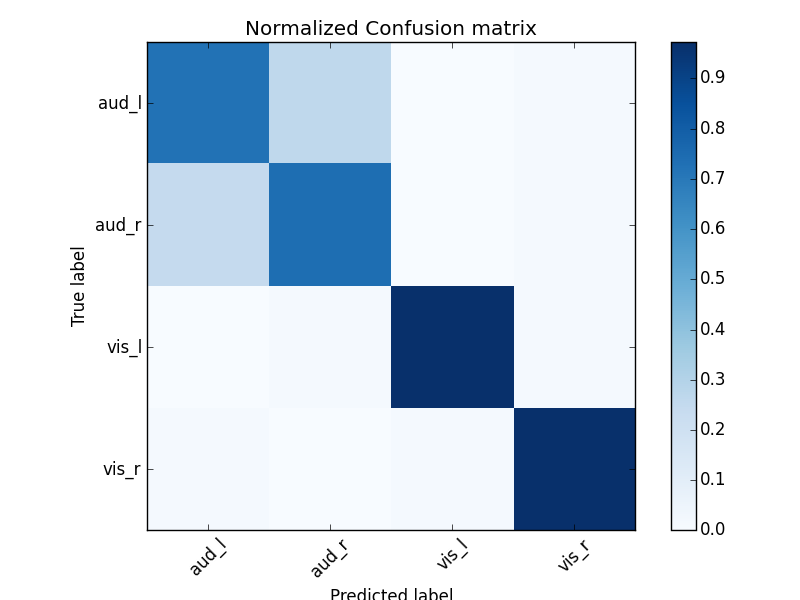 Normalized Confusion matrix
aud_l
aud_r
vis_l
vis_r
True label
aud_l
aud_r
vis_l
vis_r
Predicted label
0.9
0.8
0.7
0.6
0.5
0.4
0.3
0.2
0.1
0.0